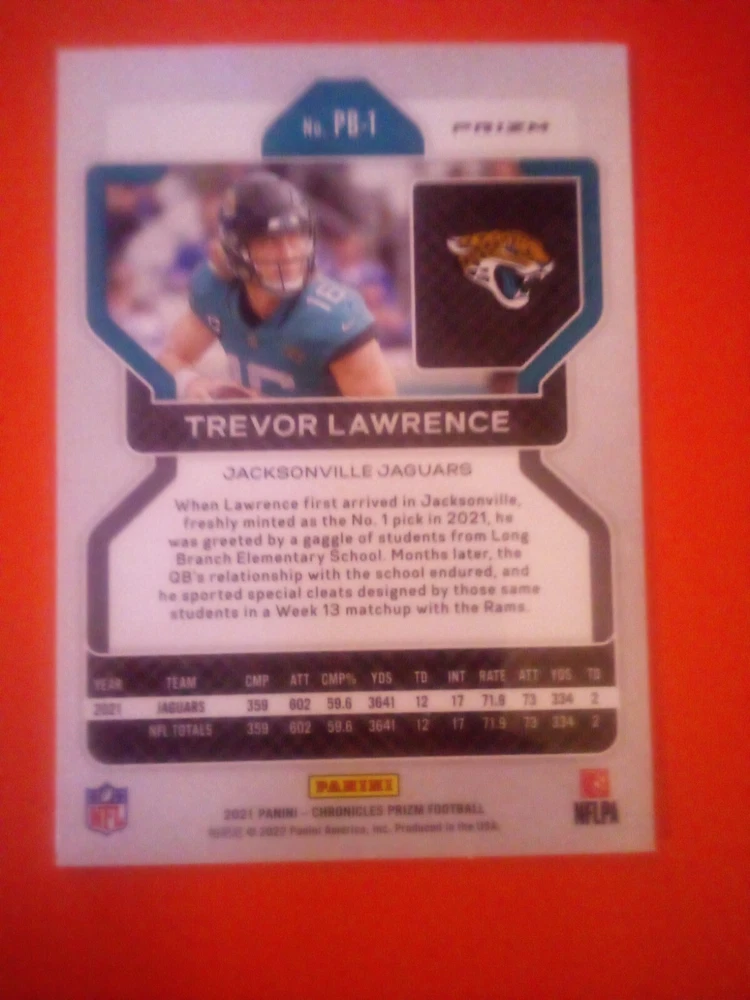 No. PB-1
PRIZM
16
16
TREVOR LAWRENCE
JACKSONVILLE JAGUARS
When Lawrence first arrived in Jacksonville,
freshly minted as the No. 1 pick in 2021, he
was greeted by a gaggle of students from Long
Branch Elementary School. Months later, the
QB's relationship with the school endured, and
he sported special cleats designed by those same
students in a Week 13 matchup with the Rams.
YEAR TEAM CMP ATT CMP% YDS TD INT RATE ATT YDS TD
2021 JAGUARS 359 602 59.6 3641 12 17 71.9 73 334 2
NFL TOTALS 359 602 59.6 3641 12 17 71.9 73 334 2
PANINI
NFL
NFLPA
2021 PANINI – CHRONICLES PRIZM FOOTBALL
© 2022 Panini America, Inc. Produced in the USA.